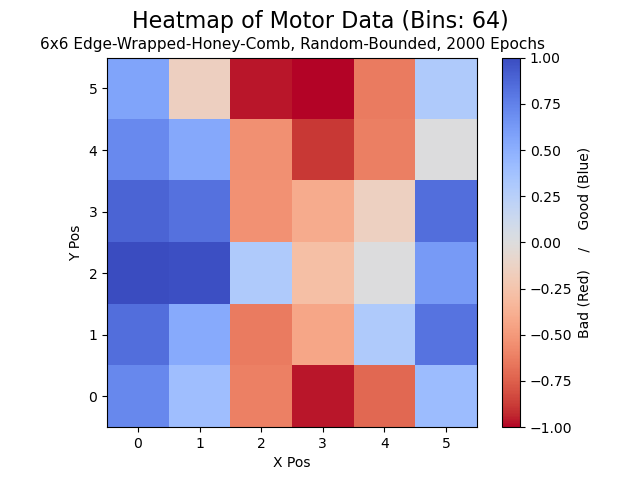 Heatmap of Motor Data (Bins: 64)
6x6 Edge-Wrapped-Honey-Comb, Random-Bounded, 2000 Epochs
5
4
3
2
1
0
Y Pos
0 1 2 3 4 5
X Pos
1.00
0.75
0.50
0.25
0.00
−0.25
−0.50
−0.75
−1.00
Bad (Red) / Good (Blue)